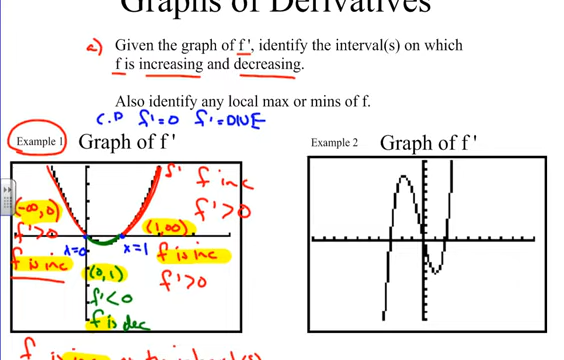 Graphs of Derivatives
a) Given the graph of f ', identify the interval(s) on which
f is increasing and decreasing.
Also identify any local max or mins of f.
C.P f'=0 f'=DNE
Example 1 Graph of f '
f'
f inc
f'>0
(-∞,0)
f'>0
f is inc
x=0
x=1
(1,∞)
f is inc
f'>0
(0,1)
f'<0
f is dec
Example 2 Graph of f '
f is inc